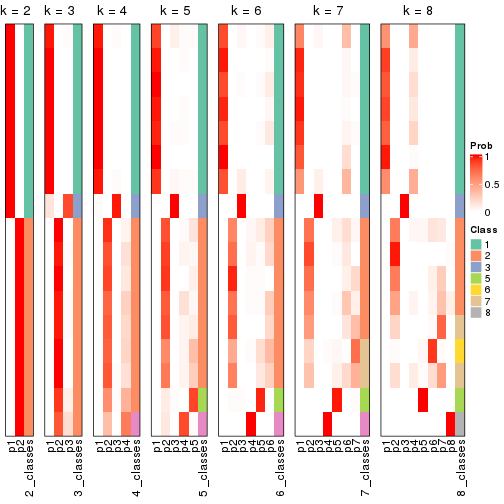 k = 2 k = 3 k = 4 k = 5 k = 6 k = 7 k = 8
Prob
1
0.5
0
Class
1
2
3
5
6
7
8
p1 p2 2_classes
p1 p2 p3 3_classes
p1 p2 p3 p4 4_classes
p1 p2 p3 p4 p5 5_classes
p1 p2 p3 p4 p5 p6 6_classes
p1 p2 p3 p4 p5 p6 p7 7_classes
p1 p2 p3 p4 p5 p6 p7 p8 8_classes